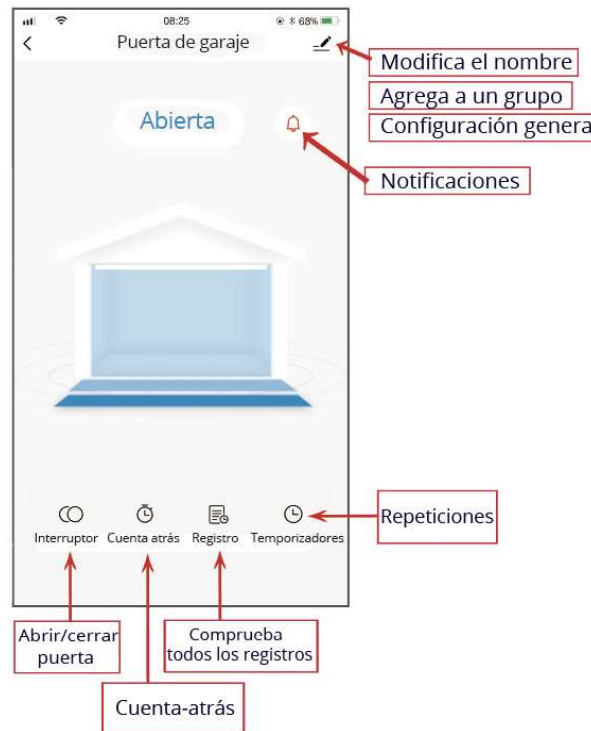 08:25
68%
Puerta de garaje
Modifica el nombre
Agrega a un grupo
Configuración genera
Abierta
Notificaciones
Interruptor
Cuenta atrás
Registro
Temporizadores
Repeticiones
Abrir/cerrar
puerta
Comprueba
todos los registros
Cuenta-atrás